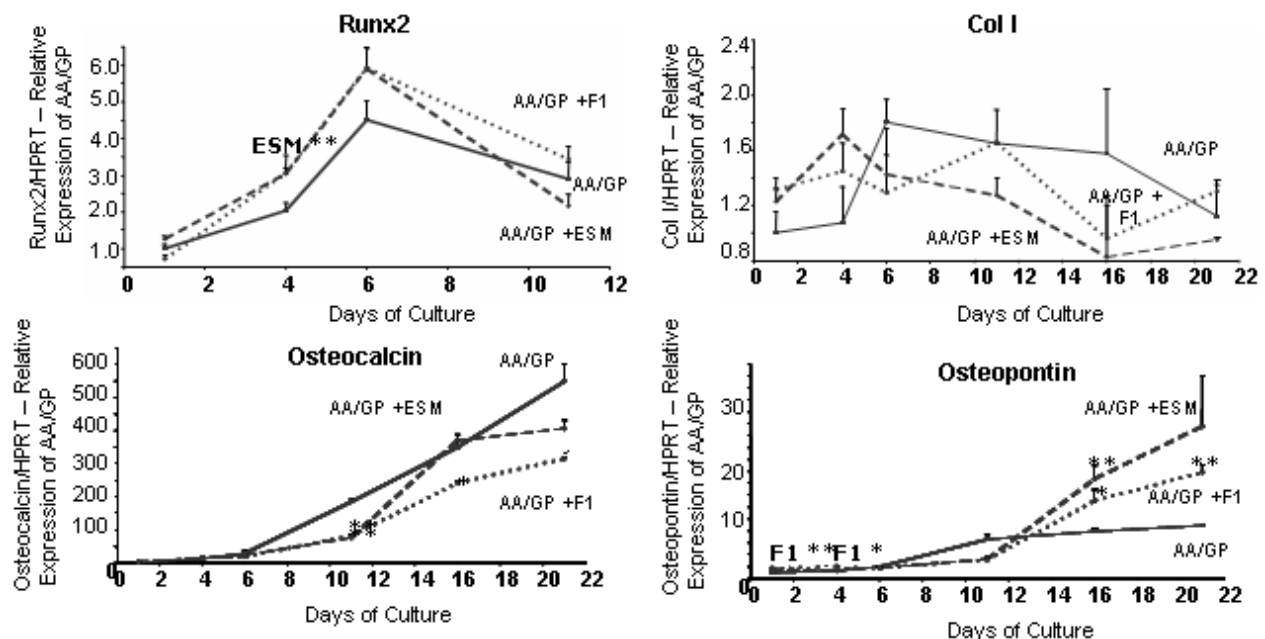 Runx2
Runx2/HPRT – Relative
Expression of AA/GP
6.0
5.0
4.0
3.0
2.0
1.0
ESM **
AA/GP +F1
AA/GP
AA/GP +ESM
0 2 4 6 8 10 12
Days of Culture
Col I
Col I/HPRT – Relative
Expression of AA/GP
2.4
2.0
1.6
1.2
0.8
AA/GP
AA/GP +
F1
AA/GP +ESM
0 2 4 6 8 10 12 14 16 18 20 22
Days of Culture
Osteocalcin
Osteocalcin/HPRT – Relative
Expression of AA/GP
600
500
400
300
200
100
0
AA/GP
AA/GP +ESM
**
*
*
AA/GP +F1
0 2 4 6 8 10 12 14 16 18 20 22
Days of Culture
Osteopontin
Osteopontin/HPRT – Relative
Expression of AA/GP
30
20
10
AA/GP +ESM
**
**
*
AA/GP +F1
F1 **F1 *
AA/GP
0 2 4 6 8 10 12 14 16 18 20 22
Days of Culture